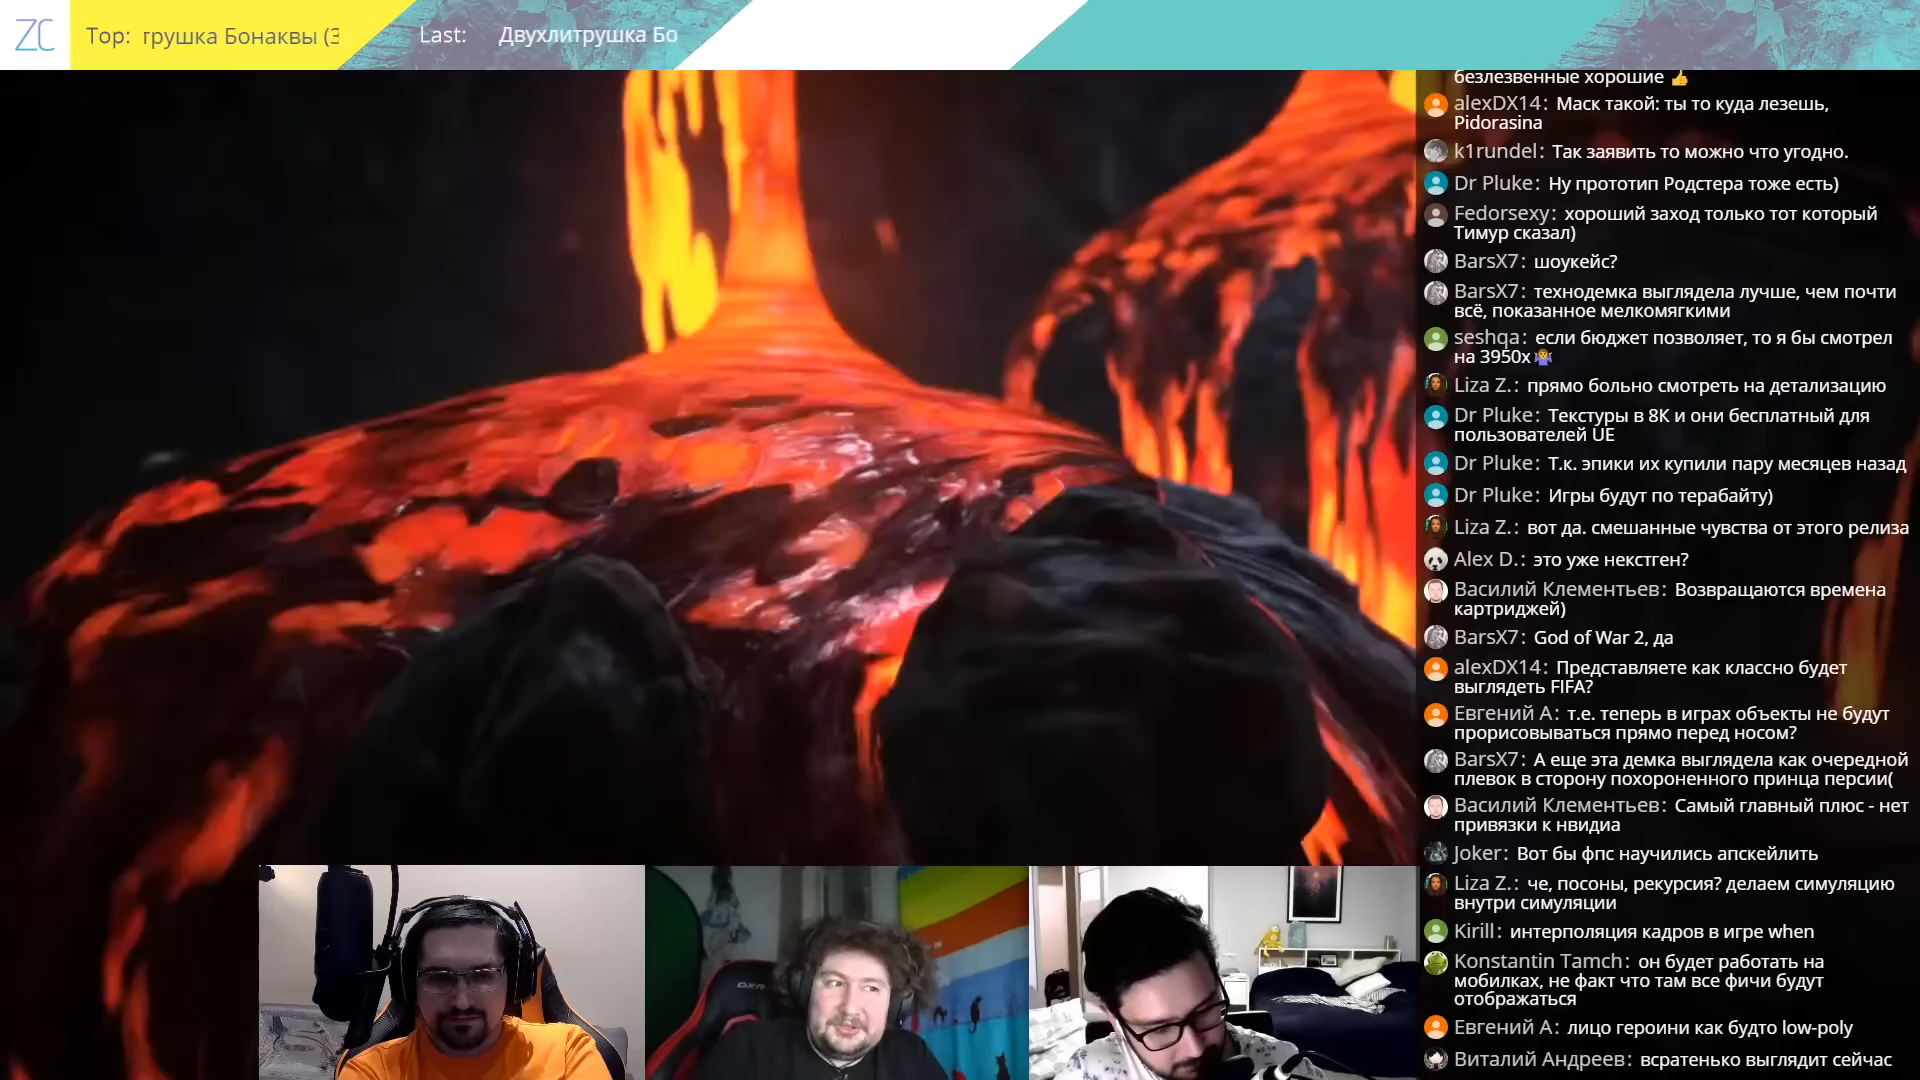 ZC
Top: трушка Бонаквы (3
Last: Двухлитрушка Бо
безлезвенные хорошие 👍
alexDX14: Маск такой: ты то куда лезешь,
Pidorasina
k1rundel: Так заявить то можно что угодно.
Dr Pluke: Ну прототип Родстера тоже есть)
Fedorsexy: хороший заход только тот который
Тимур сказал)
BarsX7: шоукейс?
BarsX7: технодемка выглядела лучше, чем почти
всё, показанное мелкомягкими
seshqa: если бюджет позволяет, то я бы смотрел
на 3950x🤷
Liza Z.: прямо больно смотреть на детализацию
Dr Pluke: Текстуры в 8К и они бесплатный для
пользователей UE
Dr Pluke: Т.к. эпики их купили пару месяцев назад
Dr Pluke: Игры будут по терабайту)
Liza Z.: вот да. смешанные чувства от этого релиза
Alex D.: это уже некстген?
Василий Клементьев: Возвращаются времена
картриджей)
BarsX7: God of War 2, да
alexDX14: Представляете как классно будет
выглядеть FIFA?
Евгений А: т.е. теперь в играх объекты не будут
прорисовываться прямо перед носом?
BarsX7: А еще эта демка выглядела как очередной
плевок в сторону похороненного принца персии(
Василий Клементьев: Самый главный плюс - нет
привязки к нвидиа
Joker: Вот бы фпс научились апскейлить
Liza Z.: че, посоны, рекурсия? делаем симуляцию
внутри симуляции
Kirill: интерполяция кадров в игре when
Konstantin Tamch: он будет работать на
мобилках, не факт что там все фичи будут
отображаться
Евгений А: лицо героини как будто low-poly
Виталий Андреев: всратенько выглядит сейчас